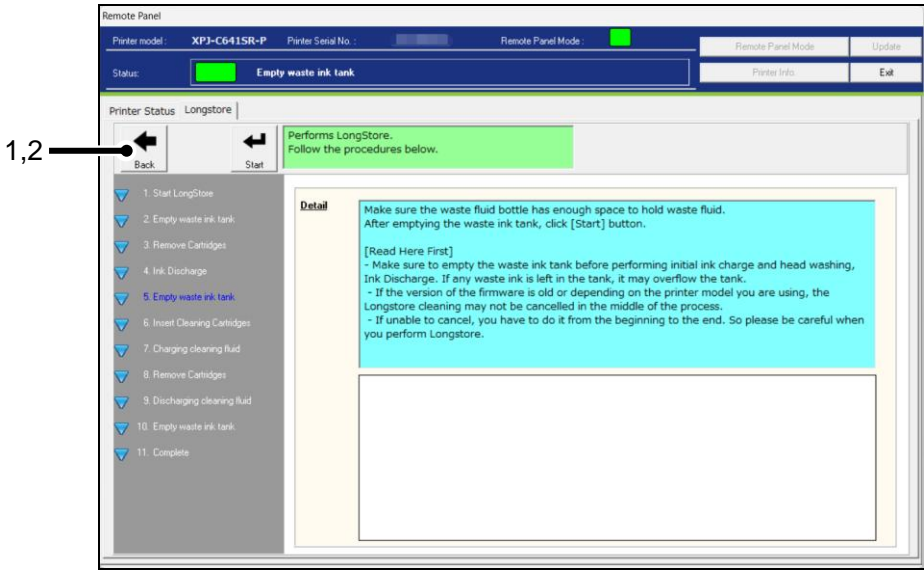 Remote Panel
Printer model : XPJ-C641SR-P Printer Serial No. : Remote Panel Mode :
Remote Panel Mode Update
Status: Empty waste ink tank
Printer Info. Exit
Printer Status Longstore
1,2
Back Start
Performs LongStore.
Follow the procedures below.
1. Start LongStore
2. Empty waste ink tank
3. Remove Cartridges
4. Ink Discharge
5. Empty waste ink tank
6. Insert Cleaning Cartridges
7. Charging cleaning fluid
8. Remove Cartridges
9. Discharging cleaning fluid
10. Empty waste ink tank
11. Complete
Detail
Make sure the waste fluid bottle has enough space to hold waste fluid.
After emptying the waste ink tank, click [Start] button.
[Read Here First]
- Make sure to empty the waste ink tank before performing initial ink charge and head washing,
Ink Discharge. If any waste ink is left in the tank, it may overflow the tank.
- If the version of the firmware is old or depending on the printer model you are using, the
Longstore cleaning may not be cancelled in the middle of the process.
- If unable to cancel, you have to do it from the beginning to the end. So please be careful when
you perform Longstore.